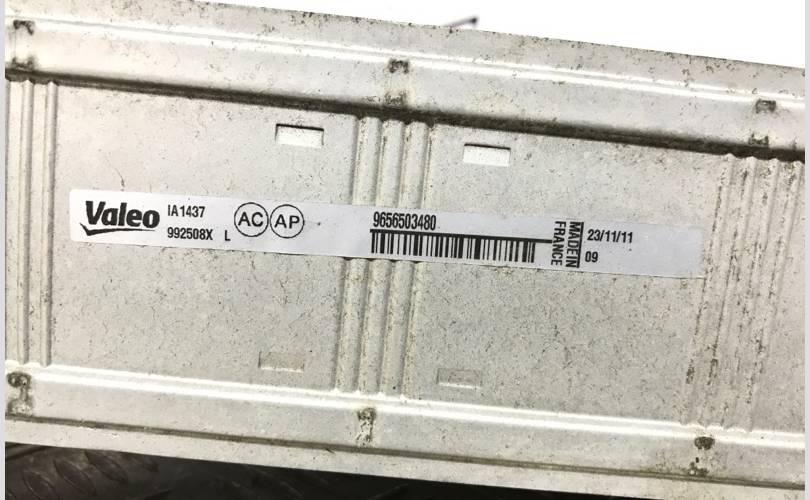 Valeo
IA1437
992508X L
AC AP
9656503480
MADE IN
FRANCE
23/11/11
09